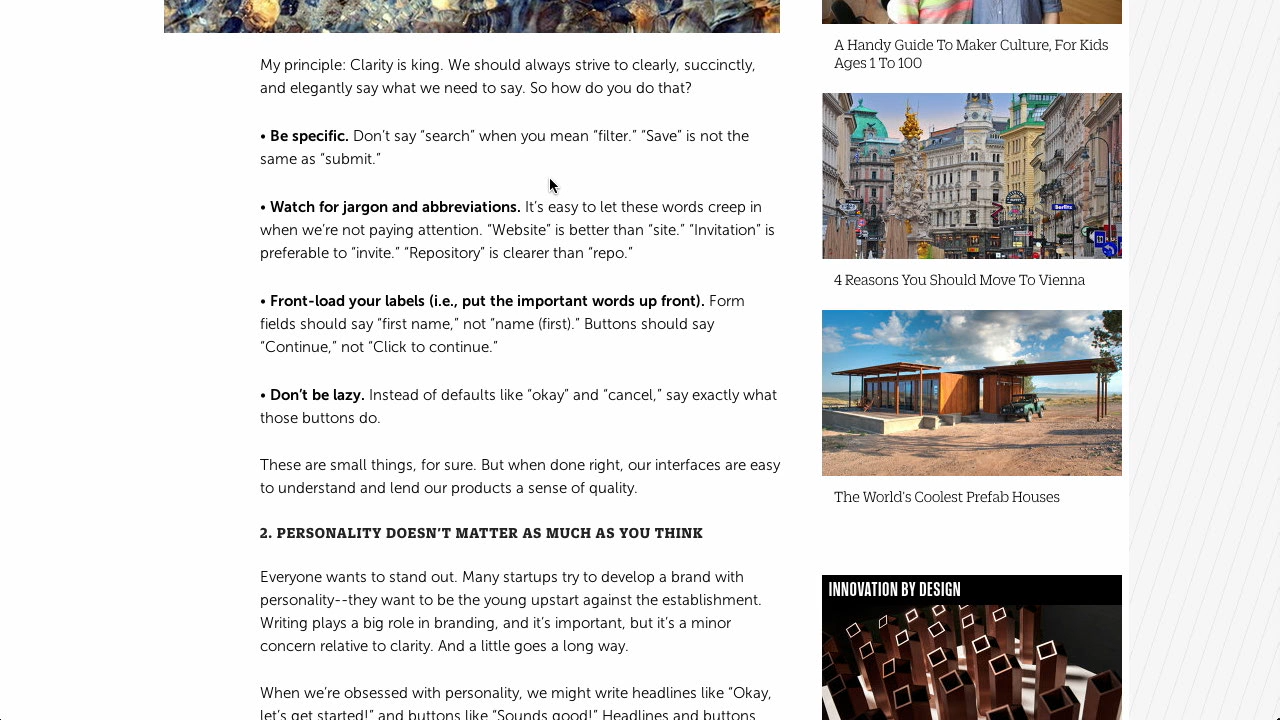 My principle: Clarity is king. We should always strive to clearly, succinctly,
and elegantly say what we need to say. So how do you do that?
• Be specific. Don’t say “search” when you mean “filter.” “Save” is not the
same as “submit.”
• Watch for jargon and abbreviations. It’s easy to let these words creep in
when we’re not paying attention. “Website” is better than “site.” “Invitation” is
preferable to “invite.” “Repository” is clearer than “repo.”
• Front-load your labels (i.e., put the important words up front). Form
fields should say “first name,” not “name (first).” Buttons should say
“Continue,” not “Click to continue.”
• Don’t be lazy. Instead of defaults like “okay” and “cancel,” say exactly what
those buttons do.
These are small things, for sure. But when done right, our interfaces are easy
to understand and lend our products a sense of quality.
2. PERSONALITY DOESN’T MATTER AS MUCH AS YOU THINK
Everyone wants to stand out. Many startups try to develop a brand with
personality--they want to be the young upstart against the establishment.
Writing plays a big role in branding, and it’s important, but it’s a minor
concern relative to clarity. And a little goes a long way.
When we’re obsessed with personality, we might write headlines like “Okay,
let’s get started!” and buttons like “Sounds good!” Headlines and buttons
A Handy Guide To Maker Culture, For Kids
Ages 1 To 100
Berlitz
4 Reasons You Should Move To Vienna
The World’s Coolest Prefab Houses
INNOVATION BY DESIGN